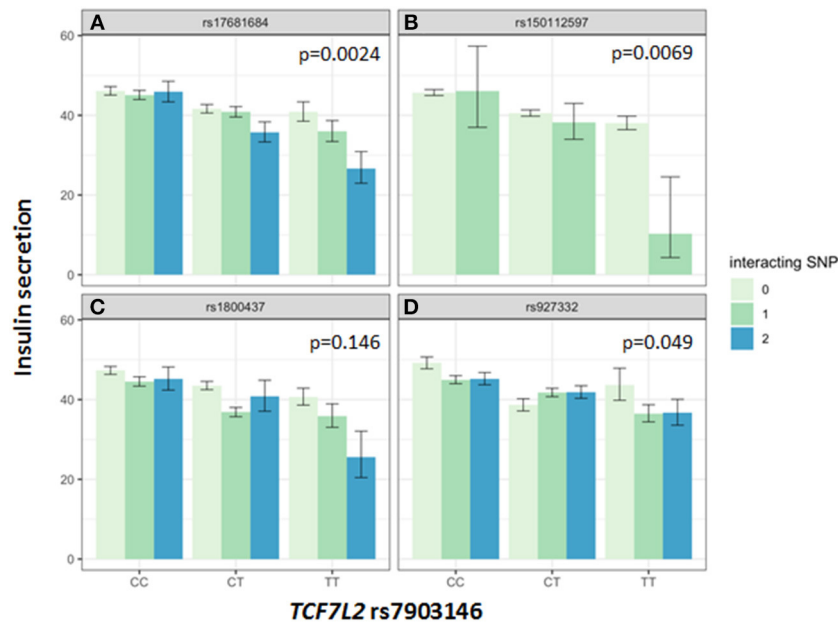 A rs17681684
p=0.0024
B rs150112597
p=0.0069
60
40
20
0
C rs1800437
p=0.146
D rs927332
p=0.049
60
40
20
0
CC CT TT
CC CT TT
Insulin secretion
TCF7L2 rs7903146
interacting SNP
0
1
2